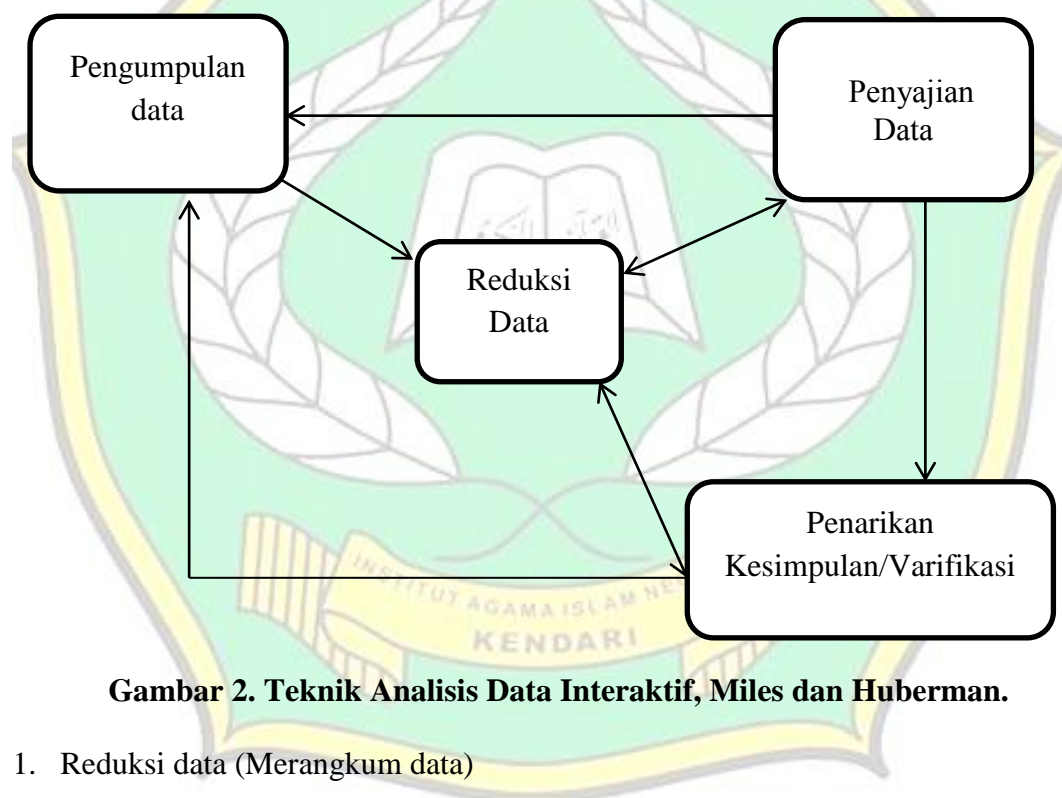 Pengumpulan
data
Penyajian
Data
Reduksi
Data
Penarikan
Kesimpulan/Varifikasi
INSTITUT AGAMA ISLAM
KENDARI
Gambar 2. Teknik Analisis Data Interaktif, Miles dan Huberman.
1. Reduksi data (Merangkum data)